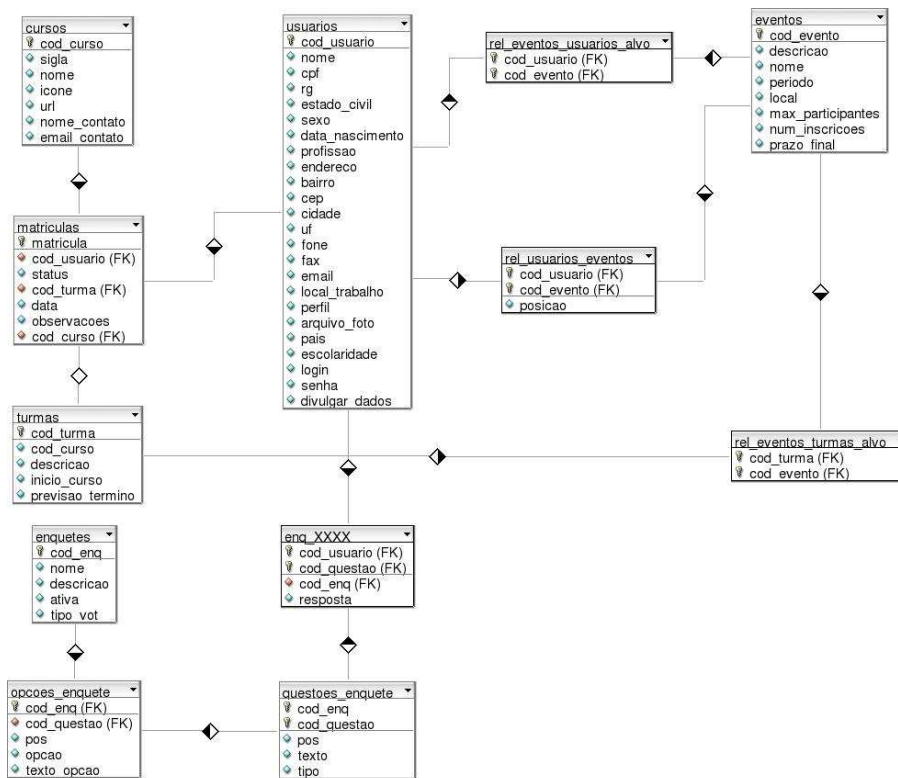 cursos
cod_curso
sigla
nome
icone
url
nome_contato
email_contato
usuarios
cod_usuario
nome
cpf
rg
estado_civil
sexo
data_nascimento
profissao
endereco
bairro
cep
cidade
uf
fone
fax
email
local_trabalho
perfil
arquivo_foto
pais
escolaridade
login
senha
divulgar_dados
rel_eventos_usuarios_alvo
cod_usuario (FK)
cod_evento (FK)
eventos
cod_evento
descricao
nome
periodo
local
max_participantes
num_inscricoes
prazo_final
matriculas
matricula
cod_usuario (FK)
status
cod_turma (FK)
data
observacoes
cod_curso (FK)
rel_usuarios_eventos
cod_usuario (FK)
cod_evento (FK)
posicao
turmas
cod_turma
cod_curso
descricao
inicio_curso
previsao_termino
rel_eventos_turmas_alvo
cod_turma (FK)
cod_evento (FK)
enquetes
cod_enq
nome
descricao
ativa
tipo_vot
enq_XXXX
cod_usuario (FK)
cod_questao (FK)
cod_enq (FK)
resposta
opcoes_enquete
cod_enq (FK)
cod_questao (FK)
pos
opcao
texto_opcao
questoes_enquete
cod_enq
cod_questao
pos
texto
tipo